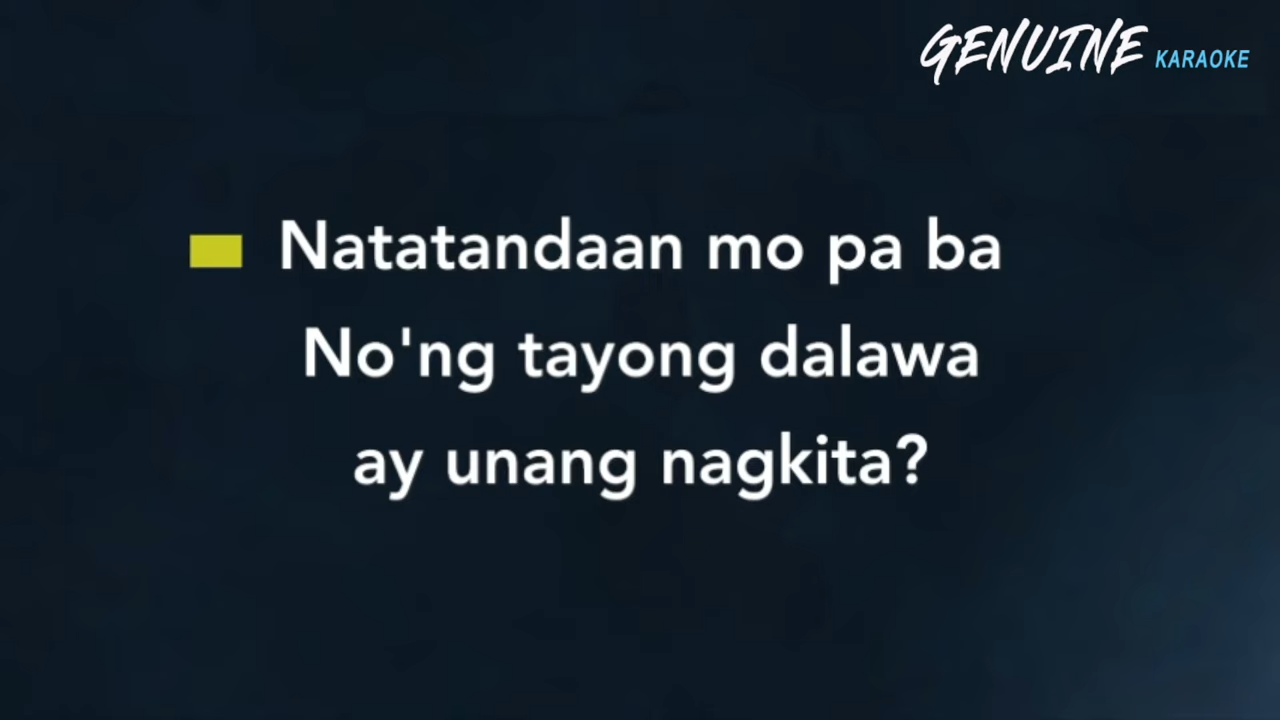 GENUINE KARAOKE
Natatandaan mo pa ba
No'ng tayong dalawa
ay unang nagkita?